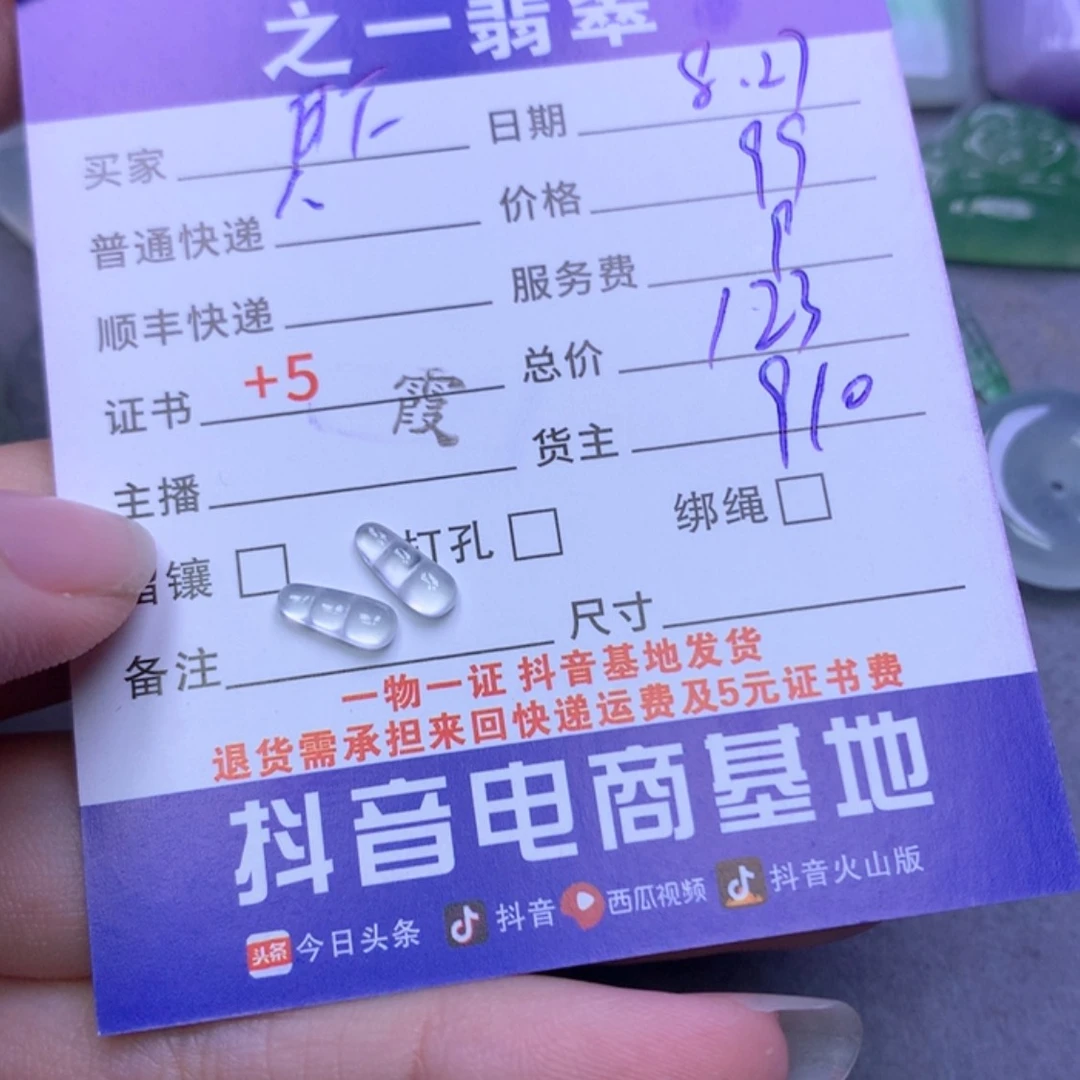 之一翡翠
买家 日期 8.27
普通快递 价格 99
顺丰快递 服务费
证书 +5 霞 总价 123
主播 货主 910
镶 打孔 绑绳
备注 尺寸
一物一证 抖音基地发货
退货需承担来回快递运费及5元证书费
抖音电商基地
头条 今日头条 抖音 西瓜视频 抖音火山版